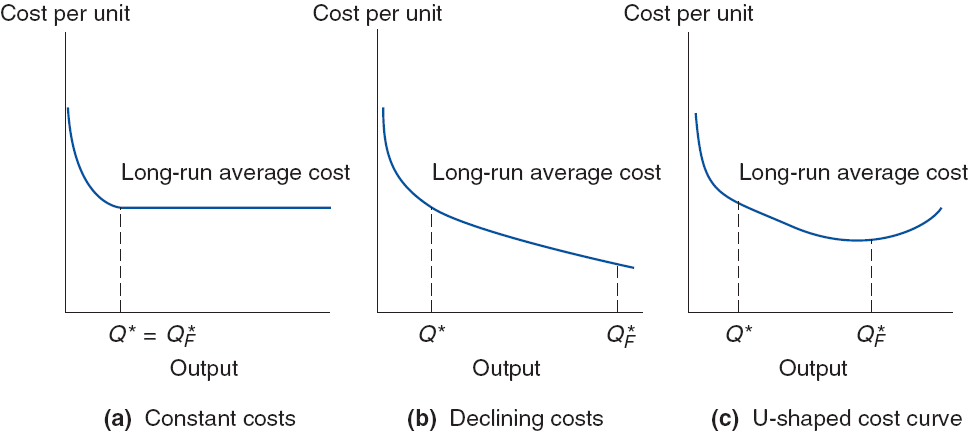 Cost per unit
Long-run average cost
Q* = Q*F
Output
(a) Constant costs
Cost per unit
Long-run average cost
Q* Q*F
Output
(b) Declining costs
Cost per unit
Long-run average cost
Q* Q*F
Output
(c) U-shaped cost curve